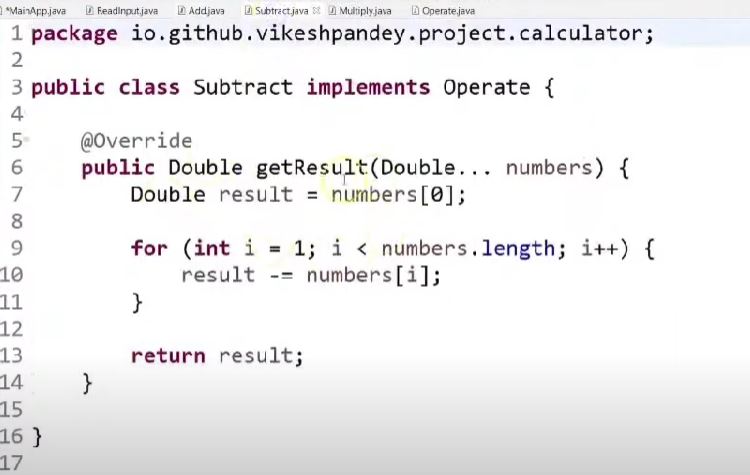 *MainApp.java ReadInput.java Add.java Subtract.java Multiply.java Operate.java
1 package io.github.vikeshpandey.project.calculator;
2
3 public class Subtract implements Operate {
4
5 @Override
6 public Double getResult(Double... numbers) {
7 Double result = numbers[0];
8
9 for (int i = 1; i < numbers.length; i++) {
10 result -= numbers[i];
11 }
12
13 return result;
14 }
15
16 }
17